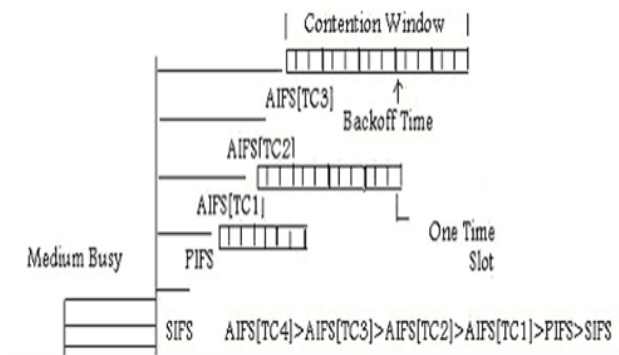 Contention Window
AIFS[TC3]
Backoff Time
AIFS[TC2]
AIFS[TC1]
One Time
Slot
Medium Busy
PIFS
SIFS
AIFS[TC4]>AIFS[TC3]>AIFS[TC2]>AIFS[TC1]>PIFS>SIFS